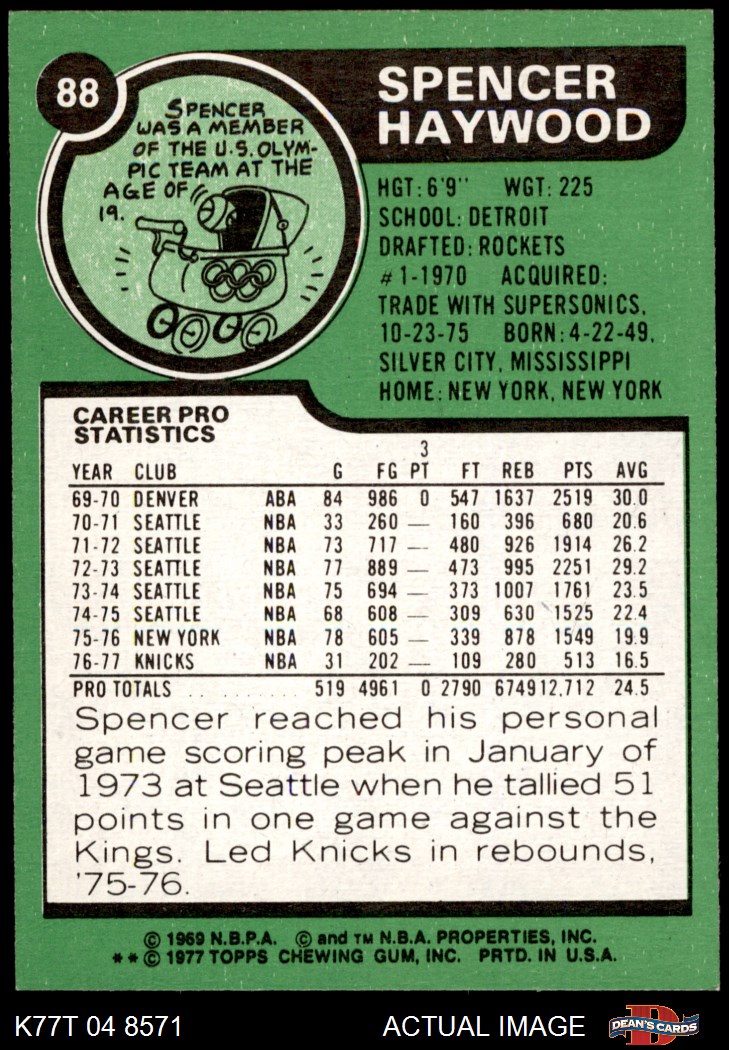 88
SPENCER
HAYWOOD
SPENCER
WAS A MEMBER
OF THE U.S. OLYM-
PIC TEAM AT THE
AGE OF
19.
HGT: 6'9" WGT: 225
SCHOOL: DETROIT
DRAFTED: ROCKETS
#1-1970 ACQUIRED:
TRADE WITH SUPERSONICS,
10-23-75 BORN: 4-22-49,
SILVER CITY, MISSISSIPPI
HOME: NEW YORK, NEW YORK
CAREER PRO
STATISTICS
YEAR CLUB G FG 3 PT FT REB PTS AVG
69-70 DENVER ABA 84 986 0 547 1637 2519 30.0
70-71 SEATTLE NBA 33 260 — 160 396 680 20.6
71-72 SEATTLE NBA 73 717 — 480 926 1914 26.2
72-73 SEATTLE NBA 77 889 — 473 995 2251 29.2
73-74 SEATTLE NBA 75 694 — 373 1007 1761 23.5
74-75 SEATTLE NBA 68 608 — 309 630 1525 22.4
75-76 NEW YORK NBA 78 605 — 339 878 1549 19.9
76-77 KNICKS NBA 31 202 — 109 280 513 16.5
PRO TOTALS . . . . . . . . . . . . 519 4961 0 2790 6749 12,712 24.5
Spencer reached his personal
game scoring peak in January of
1973 at Seattle when he tallied 51
points in one game against the
Kings. Led Knicks in rebounds,
'75-76.
© 1969 N.B.P.A. © and TM N.B.A. PROPERTIES, INC.
**© 1977 TOPPS CHEWING GUM, INC. PRTD. IN U.S.A.
K77T 04 8571 ACTUAL IMAGE
D
DEAN'S CARDS